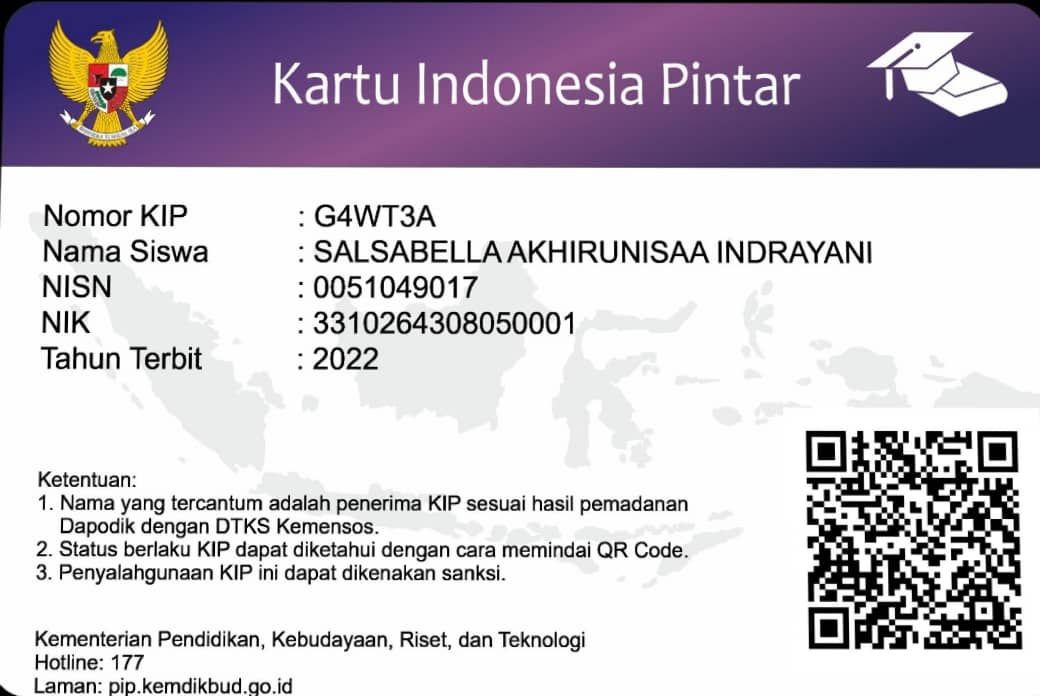 Kartu Indonesia Pintar
Nomor KIP : G4WT3A
Nama Siswa : SALSABELLA AKHIRUNISAA INDRAYANI
NISN : 0051049017
NIK : 3310264308050001
Tahun Terbit : 2022
Ketentuan:
1. Nama yang tercantum adalah penerima KIP sesuai hasil pemadanan
Dapodik dengan DTKS Kemensos.
2. Status berlaku KIP dapat diketahui dengan cara memindai QR Code.
3. Penyalahgunaan KIP ini dapat dikenakan sanksi.
Kementerian Pendidikan, Kebudayaan, Riset, dan Teknologi
Hotline: 177
Laman: pip.kemdikbud.go.id